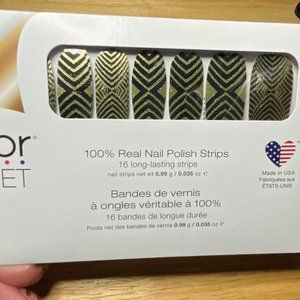 or®
ET
100% Real Nail Polish Strips
16 long-lasting strips
nail strips net wt 0.99 g / 0.035 oz ℮
Bandes de vernis
à ongles véritable à 100%
16 bandes de longue durée
Poids net des bandes de vernis 0.99 g / 0.035 oz ℮
Made in USA
Fabriquées aux
ÉTATS-UNIS